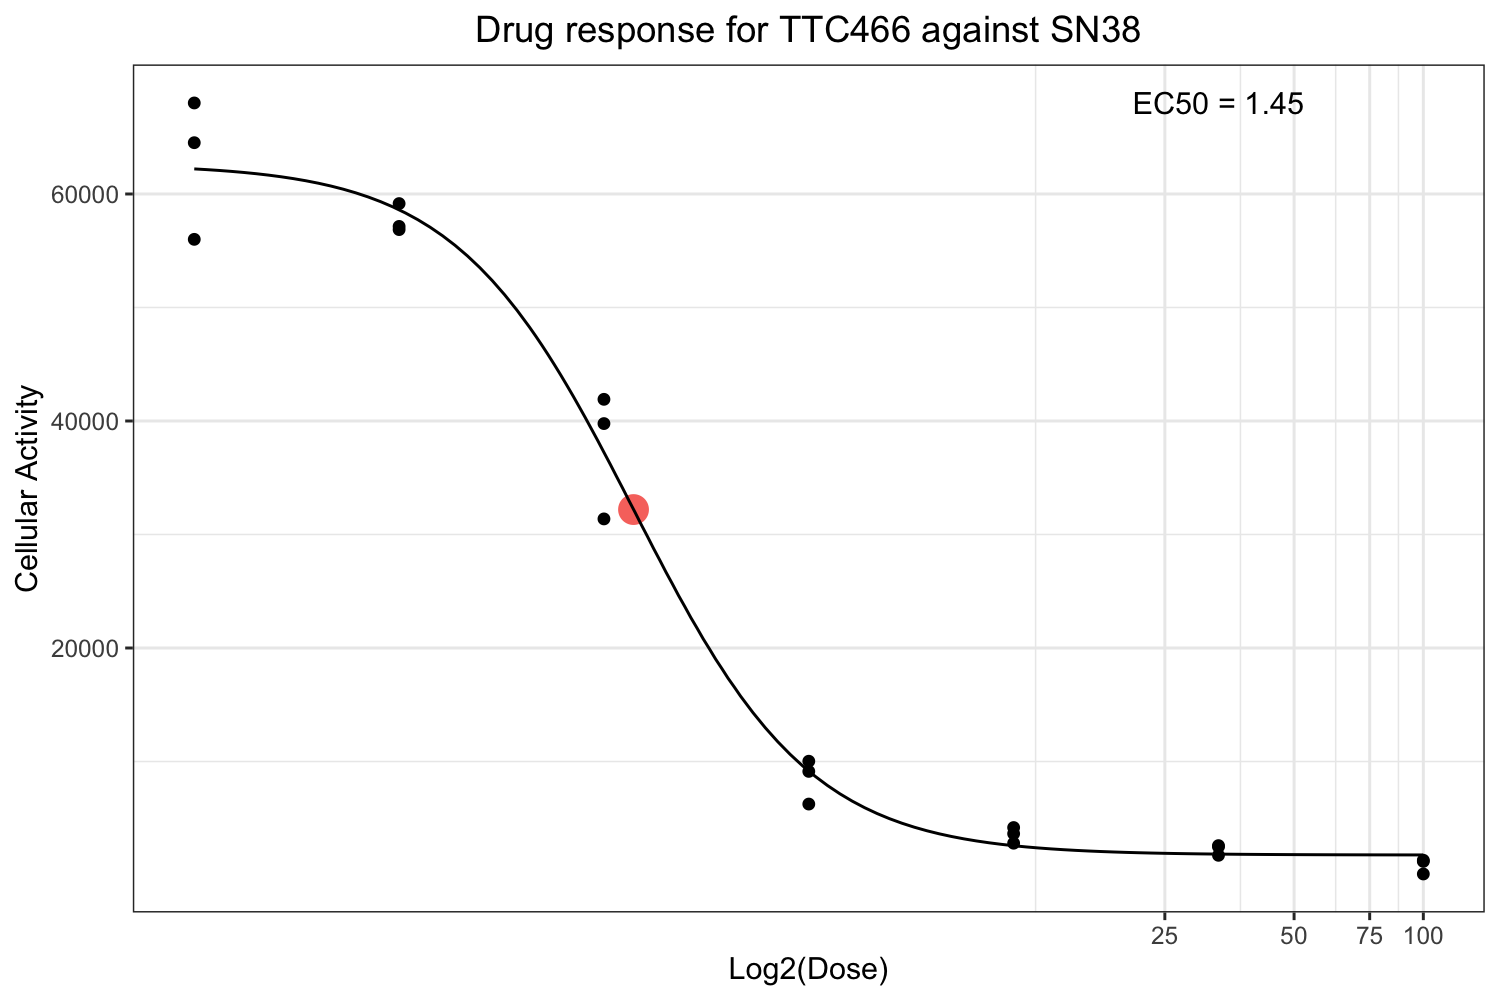 Drug response for TTC466 against SN38
EC50 = 1.45
Cellular Activity
60000
40000
20000
25 50 75 100
Log2(Dose)